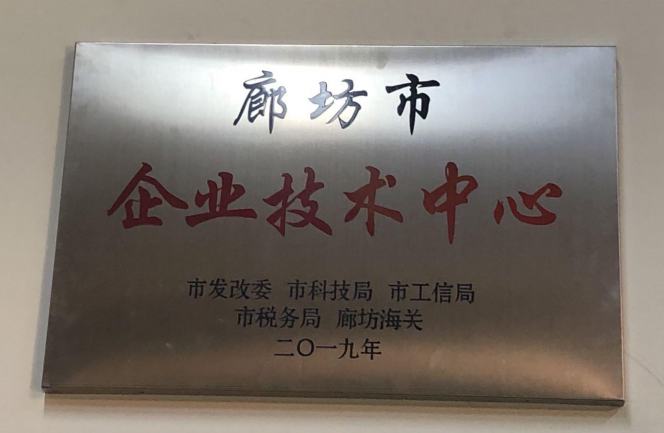 廊坊市
企业技术中心
市发改委 市科技局 市工信局
市税务局 廊坊海关
二〇一九年